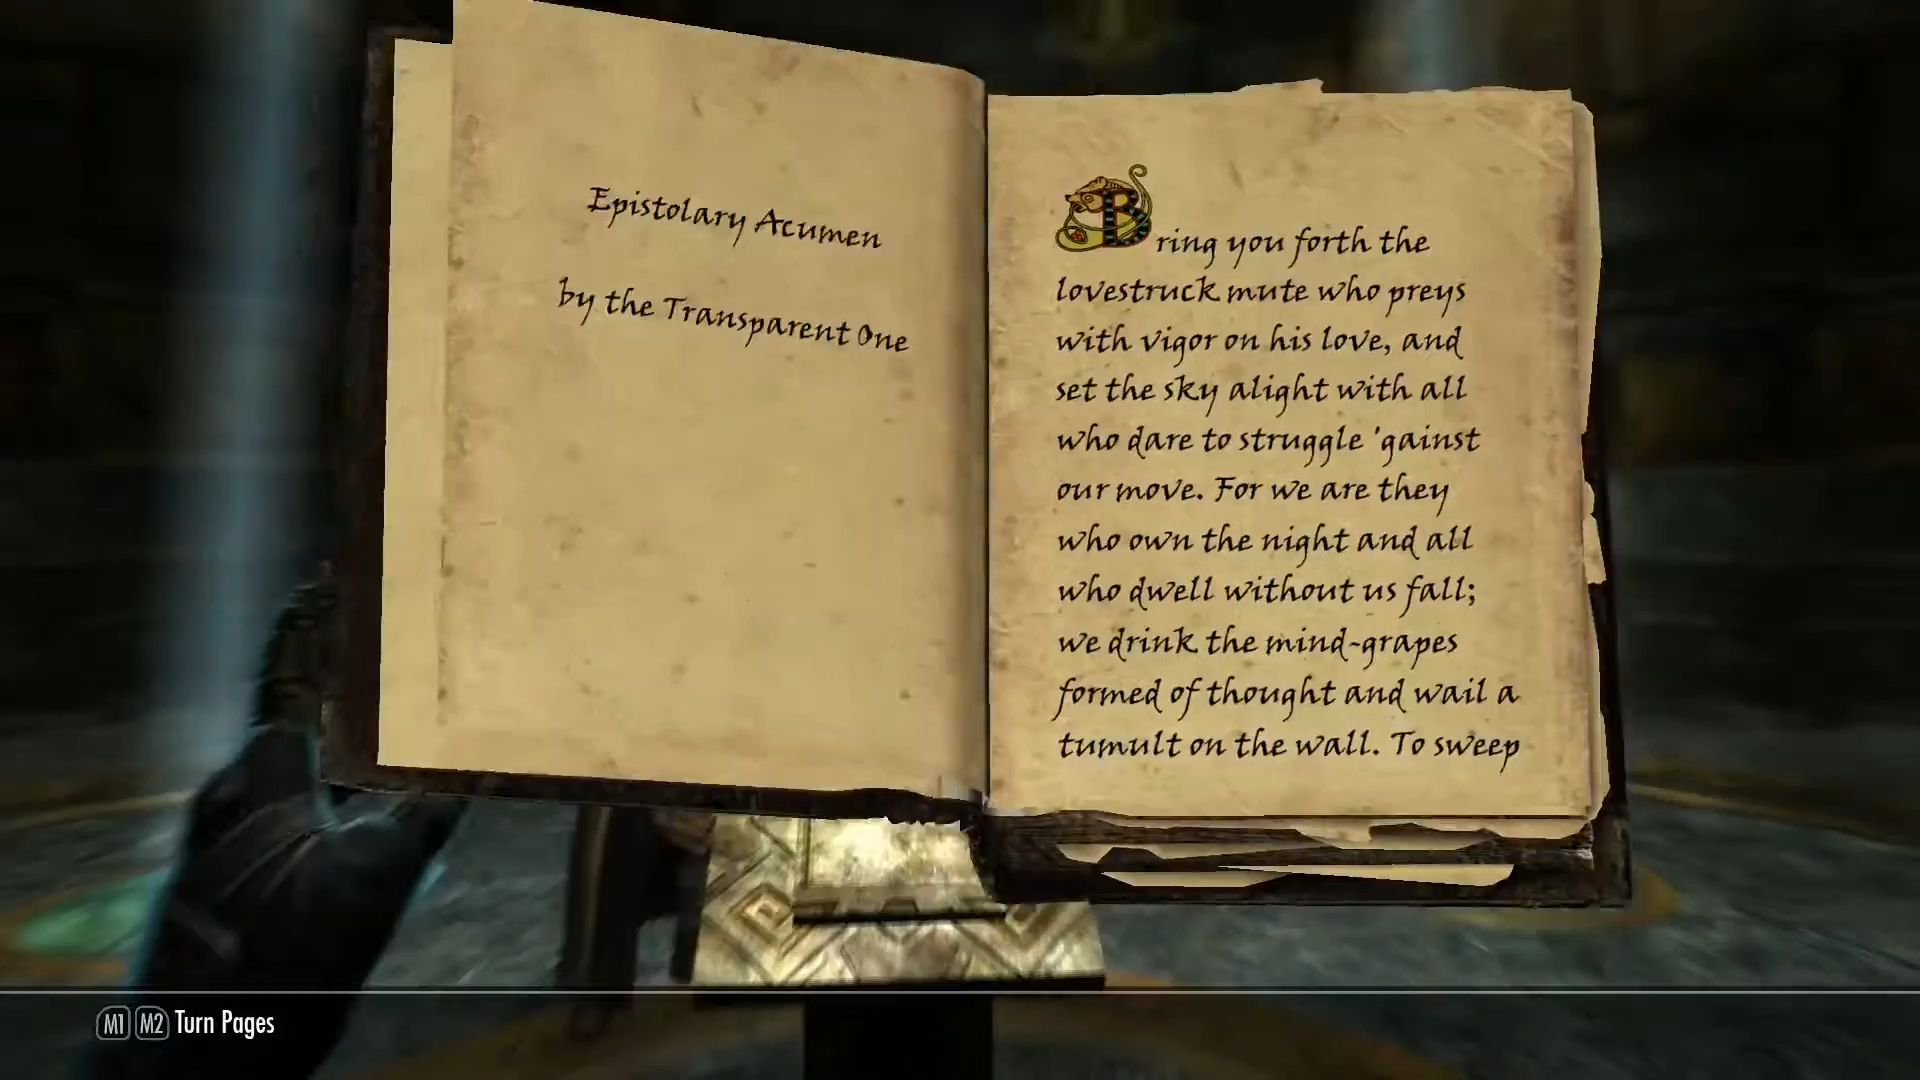 Epistolary Acumen
by the Transparent One
Bring you forth the
lovestruck mute who preys
with vigor on his love, and
set the sky alight with all
who dare to struggle 'gainst
our move. For we are they
who own the night and all
who dwell without us fall;
we drink the mind-grapes
formed of thought and wail a
tumult on the wall. To sweep
M1 M2 Turn Pages